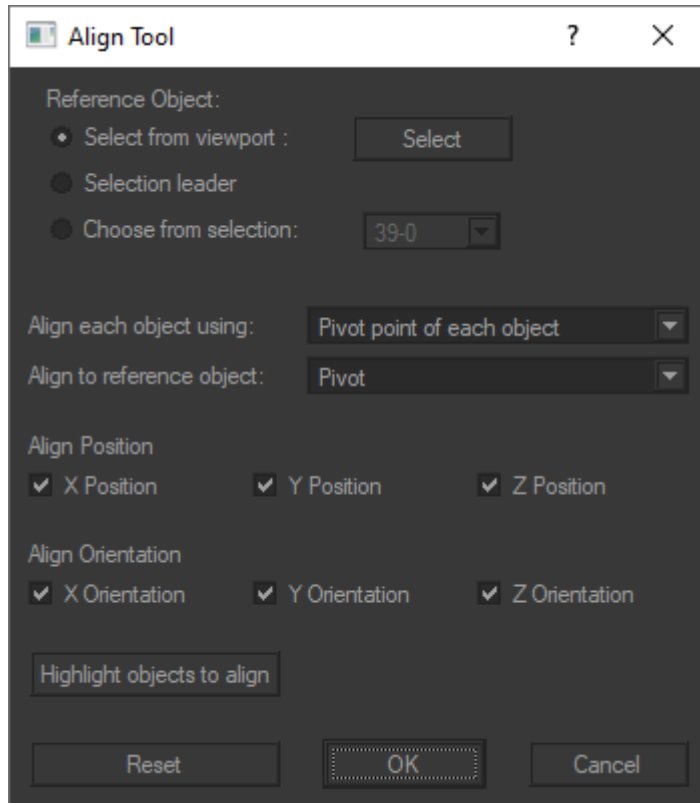 Align Tool ?
Reference Object:
Select from viewport : Select
Selection leader
Choose from selection: 39-0
Align each object using: Pivot point of each object
Align to reference object: Pivot
Align Position
X Position Y Position Z Position
Align Orientation
X Orientation Y Orientation Z Orientation
Highlight objects to align
Reset OK Cancel